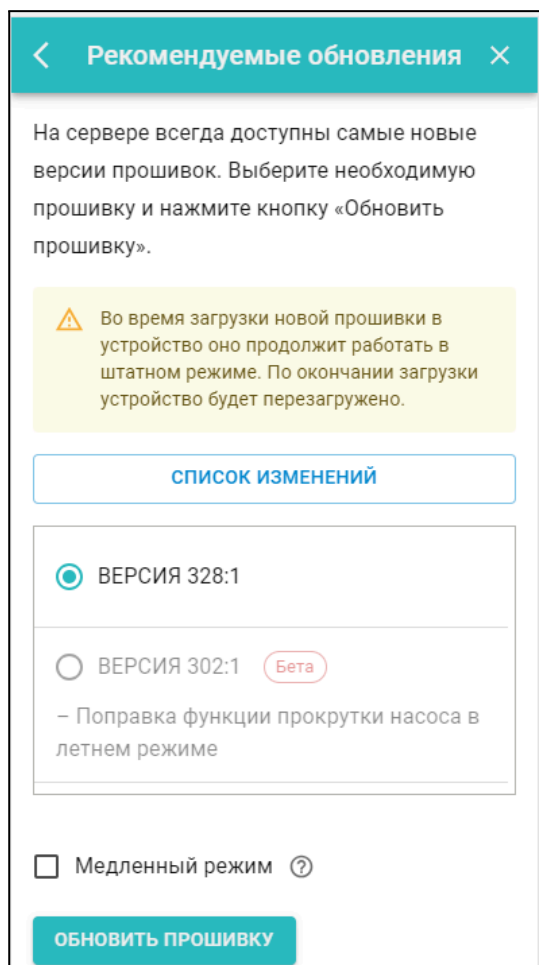 Рекомендуемые обновления
На сервере всегда доступны самые новые
версии прошивок. Выберите необходимую
прошивку и нажмите кнопку «Обновить
прошивку».
Во время загрузки новой прошивки в
устройство оно продолжит работать в
штатном режиме. По окончании загрузки
устройство будет перезагружено.
СПИСОК ИЗМЕНЕНИЙ
ВЕРСИЯ 328:1
ВЕРСИЯ 302:1 Бета
– Поправка функции прокрутки насоса в
летнем режиме
Медленный режим ?
ОБНОВИТЬ ПРОШИВКУ